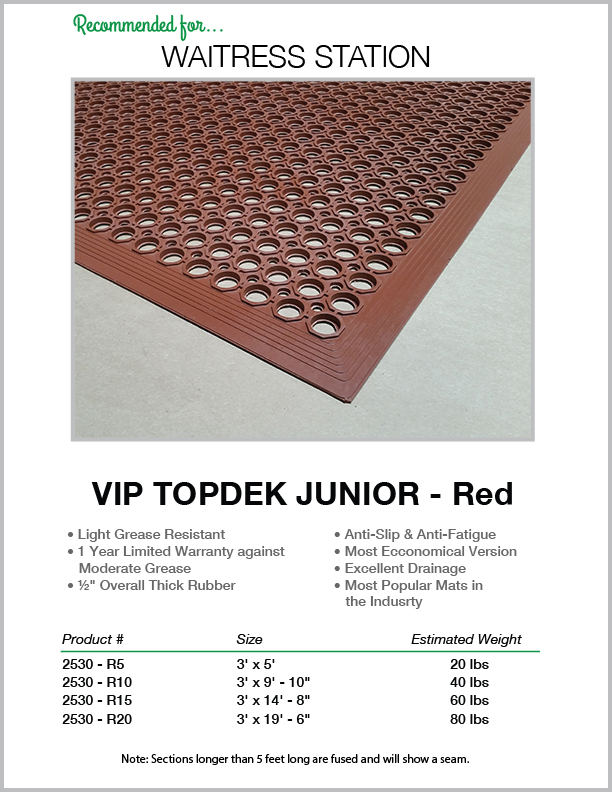 Recommended for...
WAITRESS STATION
VIP TOPDEK JUNIOR - Red
• Light Grease Resistant
• 1 Year Limited Warranty against
Moderate Grease
• ½" Overall Thick Rubber
• Anti-Slip & Anti-Fatigue
• Most Ecconomical Version
• Excellent Drainage
• Most Popular Mats in
the Indusrty
Product # Size Estimated Weight
2530 - R5 3' x 5' 20 lbs
2530 - R10 3' x 9' - 10" 40 lbs
2530 - R15 3' x 14' - 8" 60 lbs
2530 - R20 3' x 19' - 6" 80 lbs
Note: Sections longer than 5 feet long are fused and will show a seam.